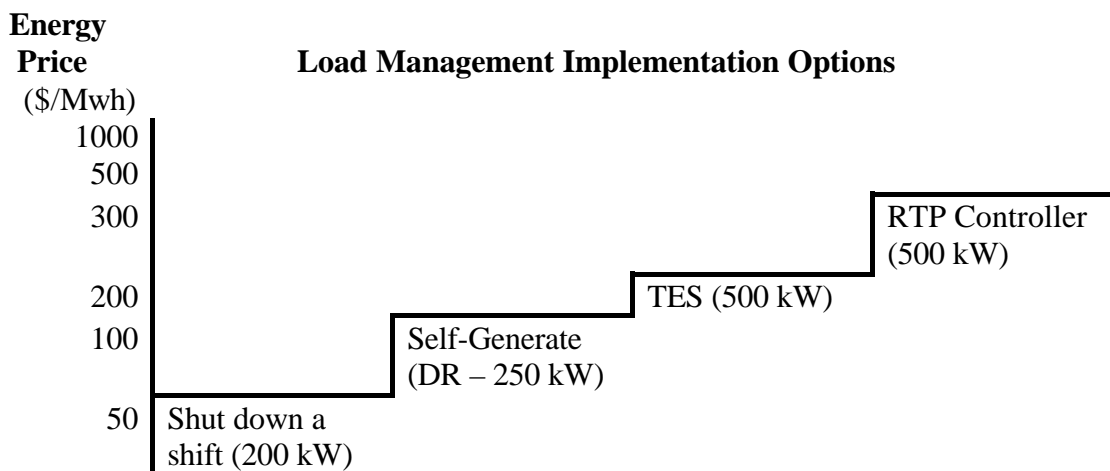 Energy
Price
Load Management Implementation Options
($/Mwh)
1000
500
300
200
100
50
RTP Controller
(500 kW)
TES (500 kW)
Self-Generate
(DR – 250 kW)
Shut down a
shift (200 kW)